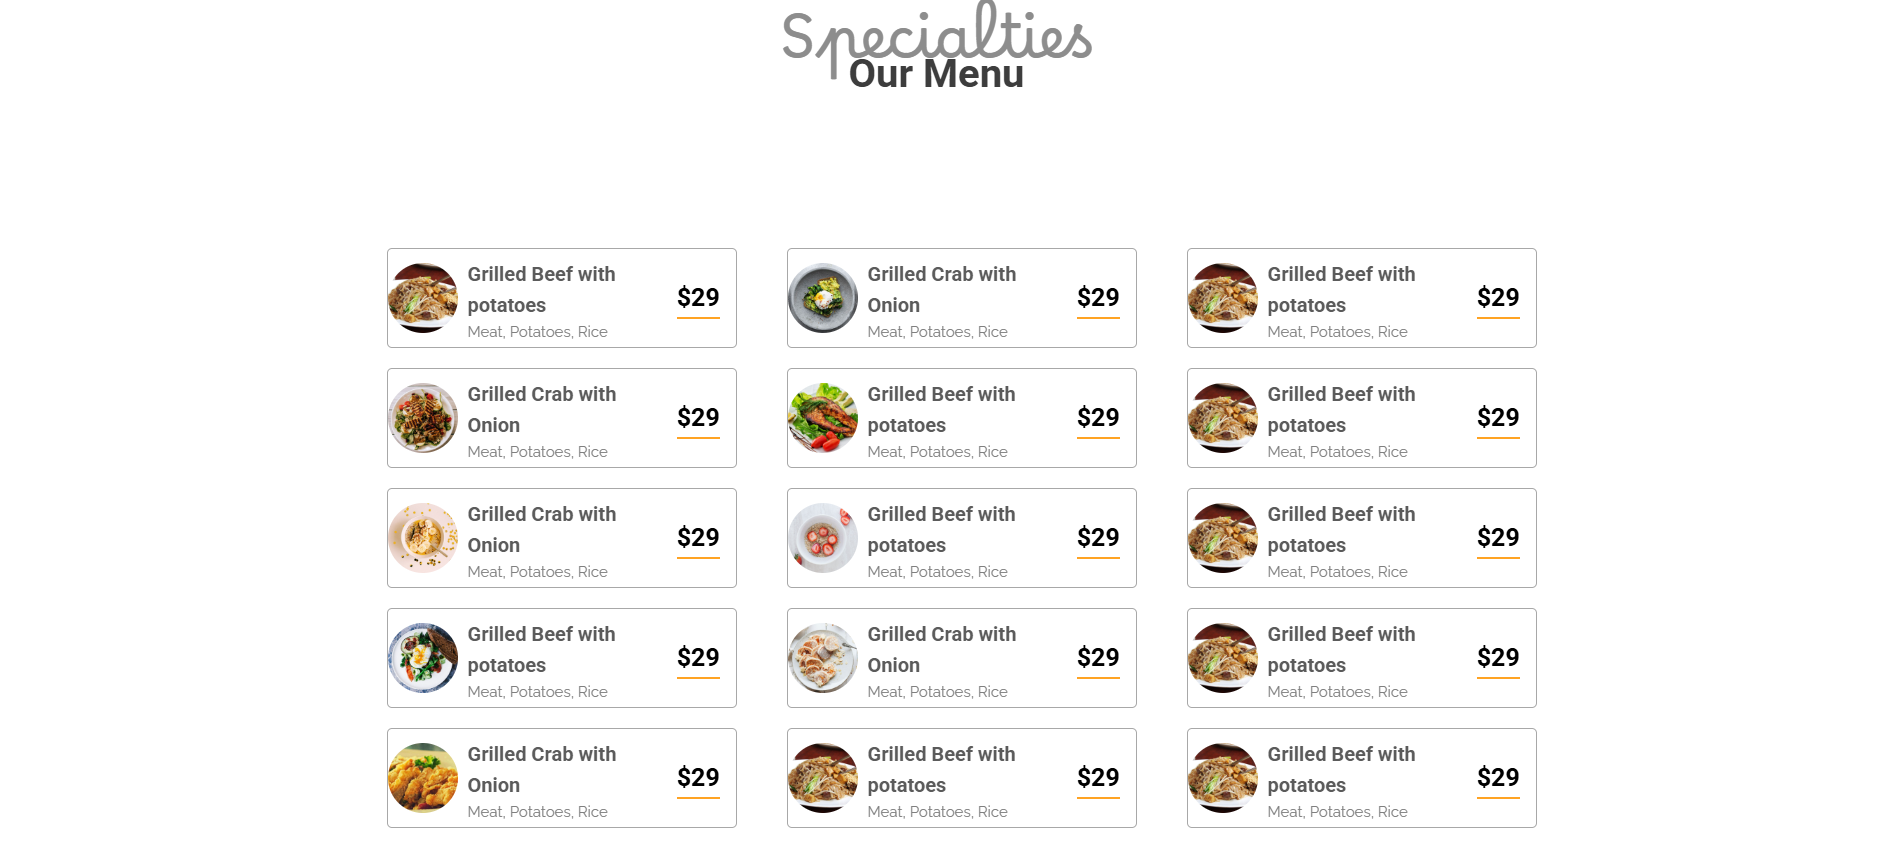 Specialties
Our Menu
Grilled Beef with
potatoes
Meat, Potatoes, Rice
$29
Grilled Crab with
Onion
Meat, Potatoes, Rice
$29
Grilled Beef with
potatoes
Meat, Potatoes, Rice
$29
Grilled Crab with
Onion
Meat, Potatoes, Rice
$29
Grilled Beef with
potatoes
Meat, Potatoes, Rice
$29
Grilled Beef with
potatoes
Meat, Potatoes, Rice
$29
Grilled Crab with
Onion
Meat, Potatoes, Rice
$29
Grilled Beef with
potatoes
Meat, Potatoes, Rice
$29
Grilled Beef with
potatoes
Meat, Potatoes, Rice
$29
Grilled Beef with
potatoes
Meat, Potatoes, Rice
$29
Grilled Crab with
Onion
Meat, Potatoes, Rice
$29
Grilled Beef with
potatoes
Meat, Potatoes, Rice
$29
Grilled Crab with
Onion
Meat, Potatoes, Rice
$29
Grilled Beef with
potatoes
Meat, Potatoes, Rice
$29
Grilled Beef with
potatoes
Meat, Potatoes, Rice
$29